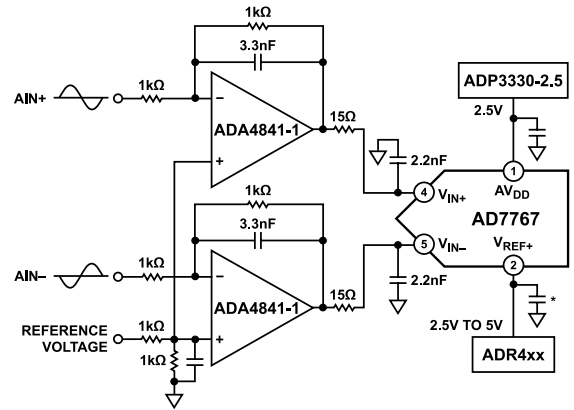 1kΩ
3.3nF
AIN+
1kΩ
−
ADA4841-1
+
15Ω
2.2nF
ADP3330-2.5
2.5V
1
AVDD
4
VIN+
AD7767
5
VIN−
VREF+
2
1kΩ
3.3nF
AIN−
1kΩ
−
ADA4841-1
+
15Ω
2.2nF
REFERENCE
VOLTAGE
1kΩ
1kΩ
*
2.5V TO 5V
ADR4xx